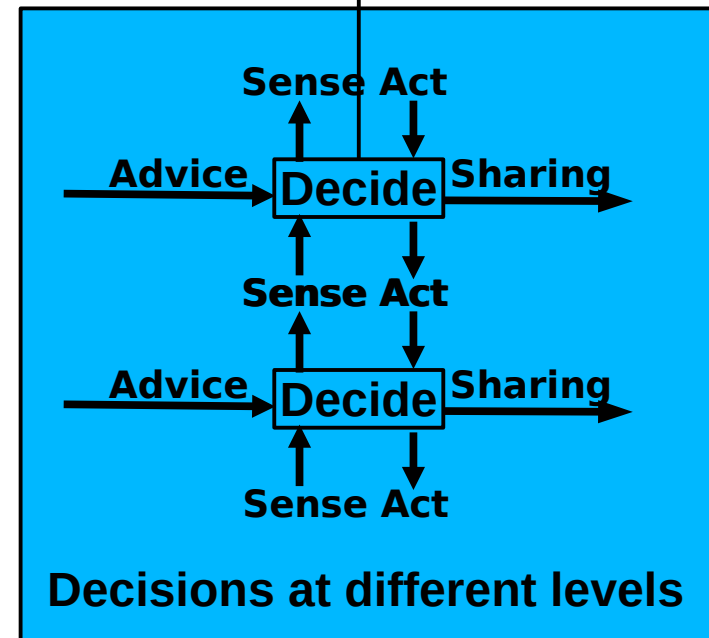 Sense Act
Advice Decide Sharing
Sense Act
Advice Decide Sharing
Sense Act
Decisions at different levels